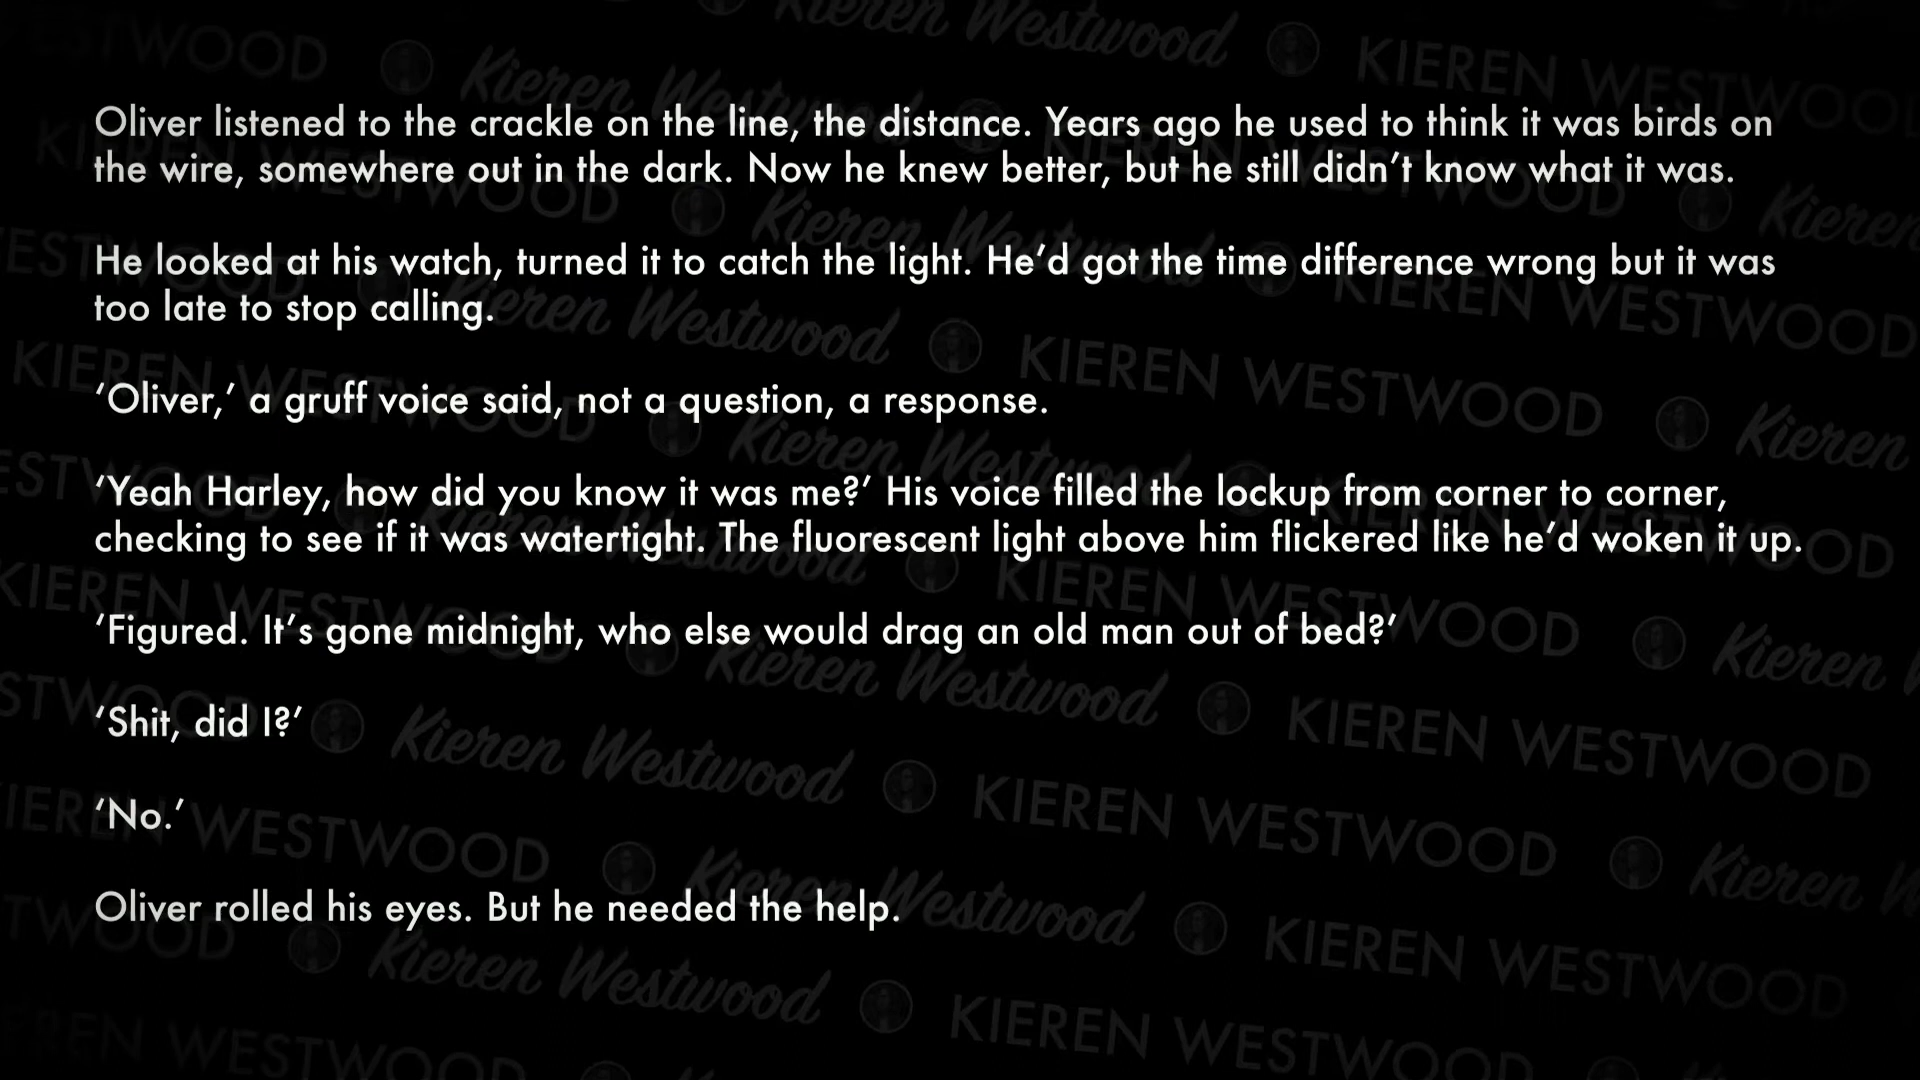 Oliver listened to the crackle on the line, the distance. Years ago he used to think it was birds on
the wire, somewhere out in the dark. Now he knew better, but he still didn’t know what it was.
He looked at his watch, turned it to catch the light. He’d got the time difference wrong but it was
too late to stop calling.
‘Oliver,’ a gruff voice said, not a question, a response.
‘Yeah Harley, how did you know it was me?’ His voice filled the lockup from corner to corner,
checking to see if it was watertight. The fluorescent light above him flickered like he’d woken it up.
‘Figured. It’s gone midnight, who else would drag an old man out of bed?’
‘Shit, did I?’
‘No.’
Oliver rolled his eyes. But he needed the help.
Kieren Westwood
KIEREN WESTWOOD